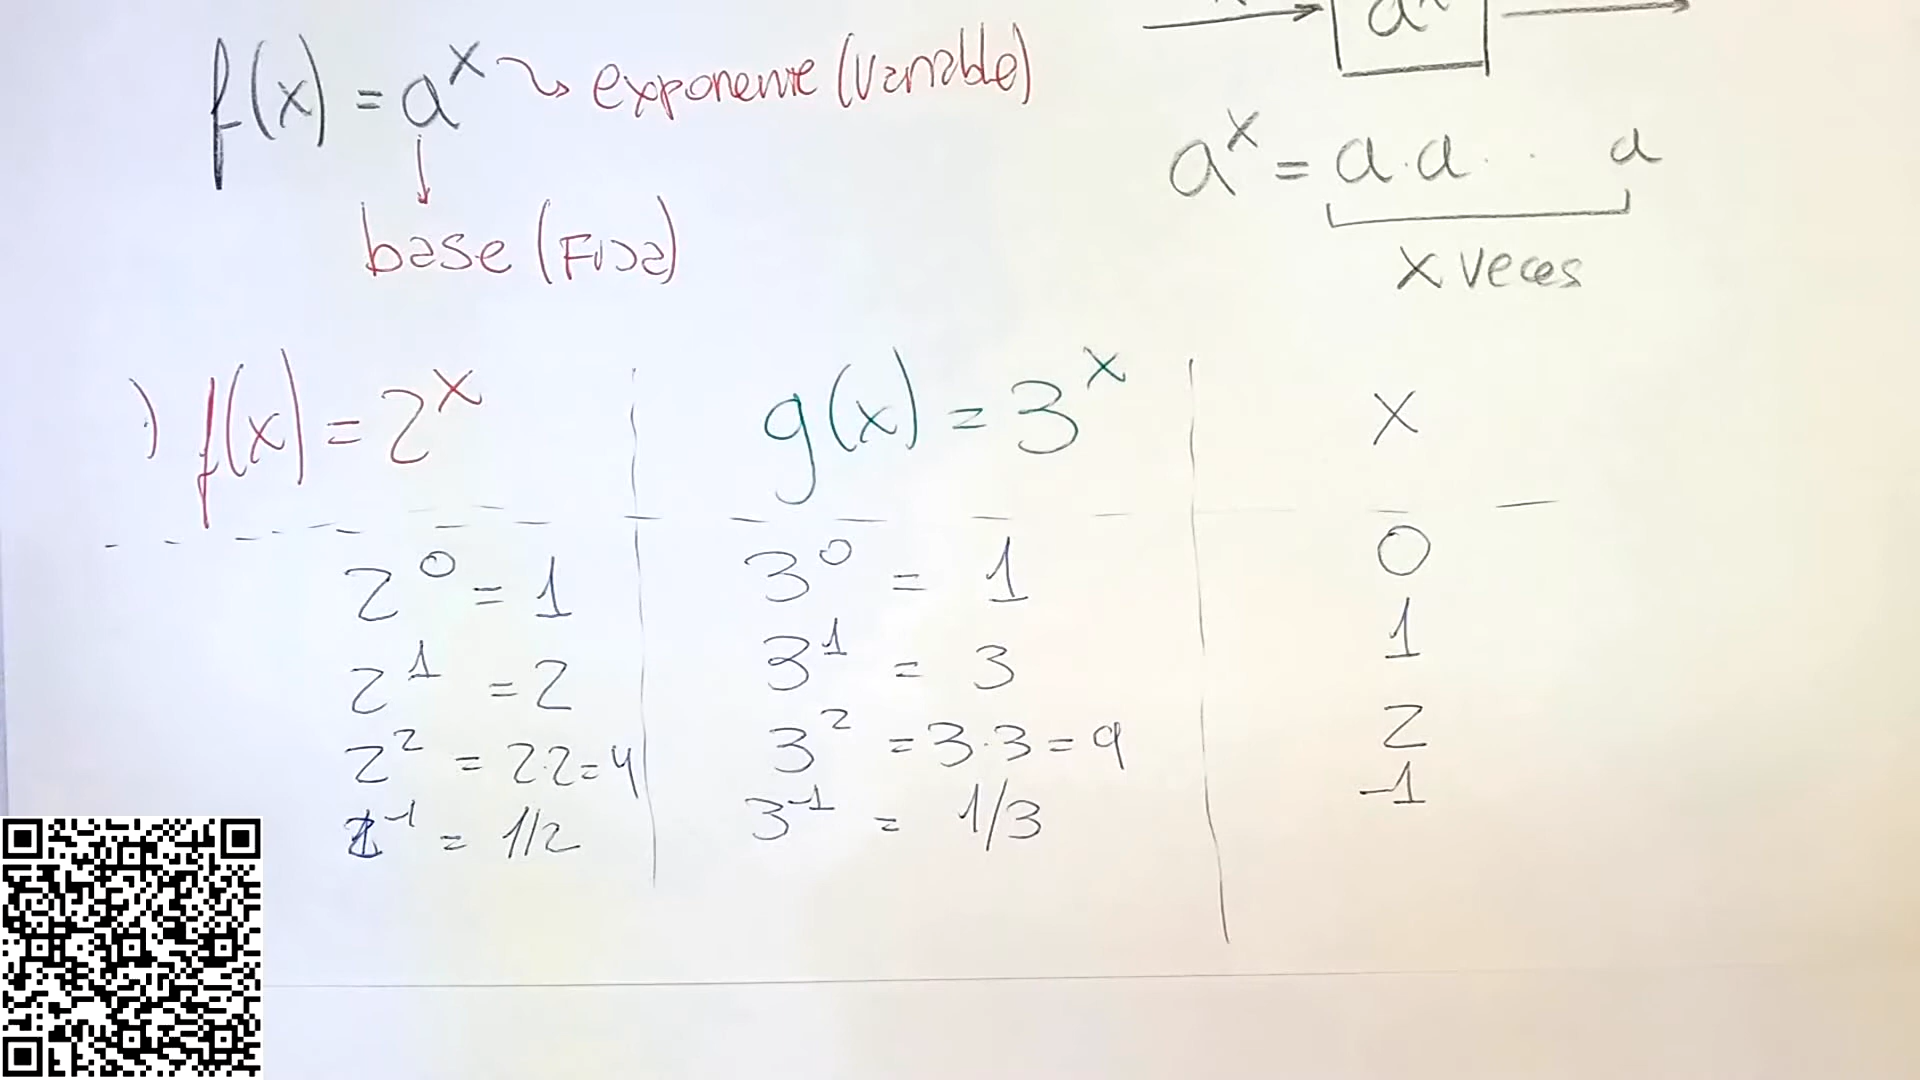 f(x) = a^x → exponente (variable)
base (Fija)
a^x
a^x = a·a · · a
x veces
) f(x) = 2^x | g(x) = 3^x | x
2^0 = 1 | 3^0 = 1 | 0
2^1 = 2 | 3^1 = 3 | 1
2^2 = 2·2=4 | 3^2 = 3·3 = 9 | 2
2^-1 = 1/2 | 3^-1 = 1/3 | -1